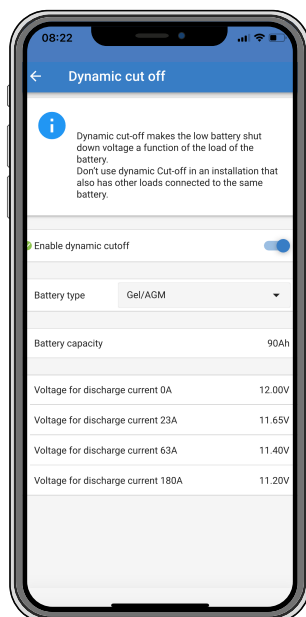 08:22
Dynamic cut off
Dynamic cut-off makes the low battery shut
down voltage a function of the load of the
battery.
Don't use dynamic Cut-off in an installation that
also has other loads connected to the same
battery.
Enable dynamic cutoff
Battery type Gel/AGM
Battery capacity 90Ah
Voltage for discharge current 0A 12.00V
Voltage for discharge current 23A 11.65V
Voltage for discharge current 63A 11.40V
Voltage for discharge current 180A 11.20V